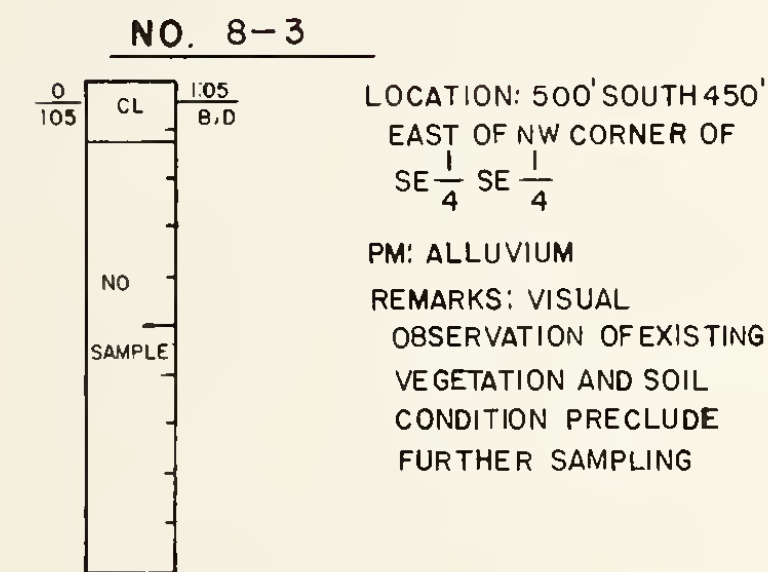 NO. 8-3
0/105 CL 1.05/8,D
NO
SAMPLE
LOCATION: 500' SOUTH 450'
EAST OF NW CORNER OF
SE 1/4 SE 1/4
PM: ALLUVIUM
REMARKS: VISUAL
OBSERVATION OF EXISTING
VEGETATION AND SOIL
CONDITION PRECLUDE
FURTHER SAMPLING